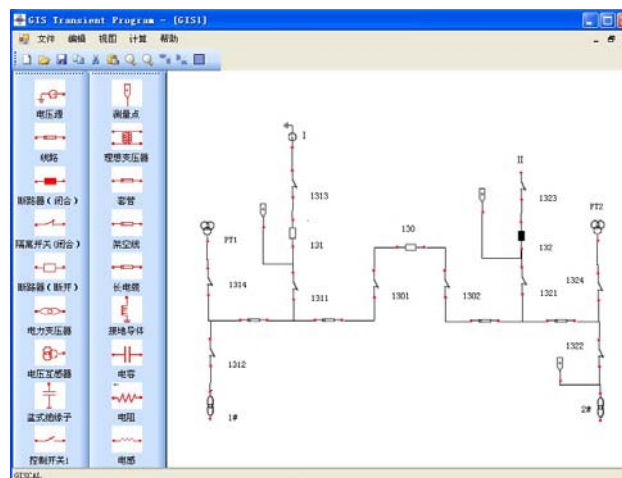 GIS Transient Program - [GIS1]
文件 编辑 视图 计算 帮助
电压源
测量点
线路
理想变压器
断路器(闭合)
套管
隔离开关(闭合)
架空线
断路器(断开)
长电缆
电力变压器
接地导体
电压互感器
电容
盆式绝缘子
电阻
控制开关1
电感
I
II
1313
1323
PT2
PT1
131
130
132
1314
1311
1301
1302
1321
1324
1312
1322
1#
2#
GISCAL